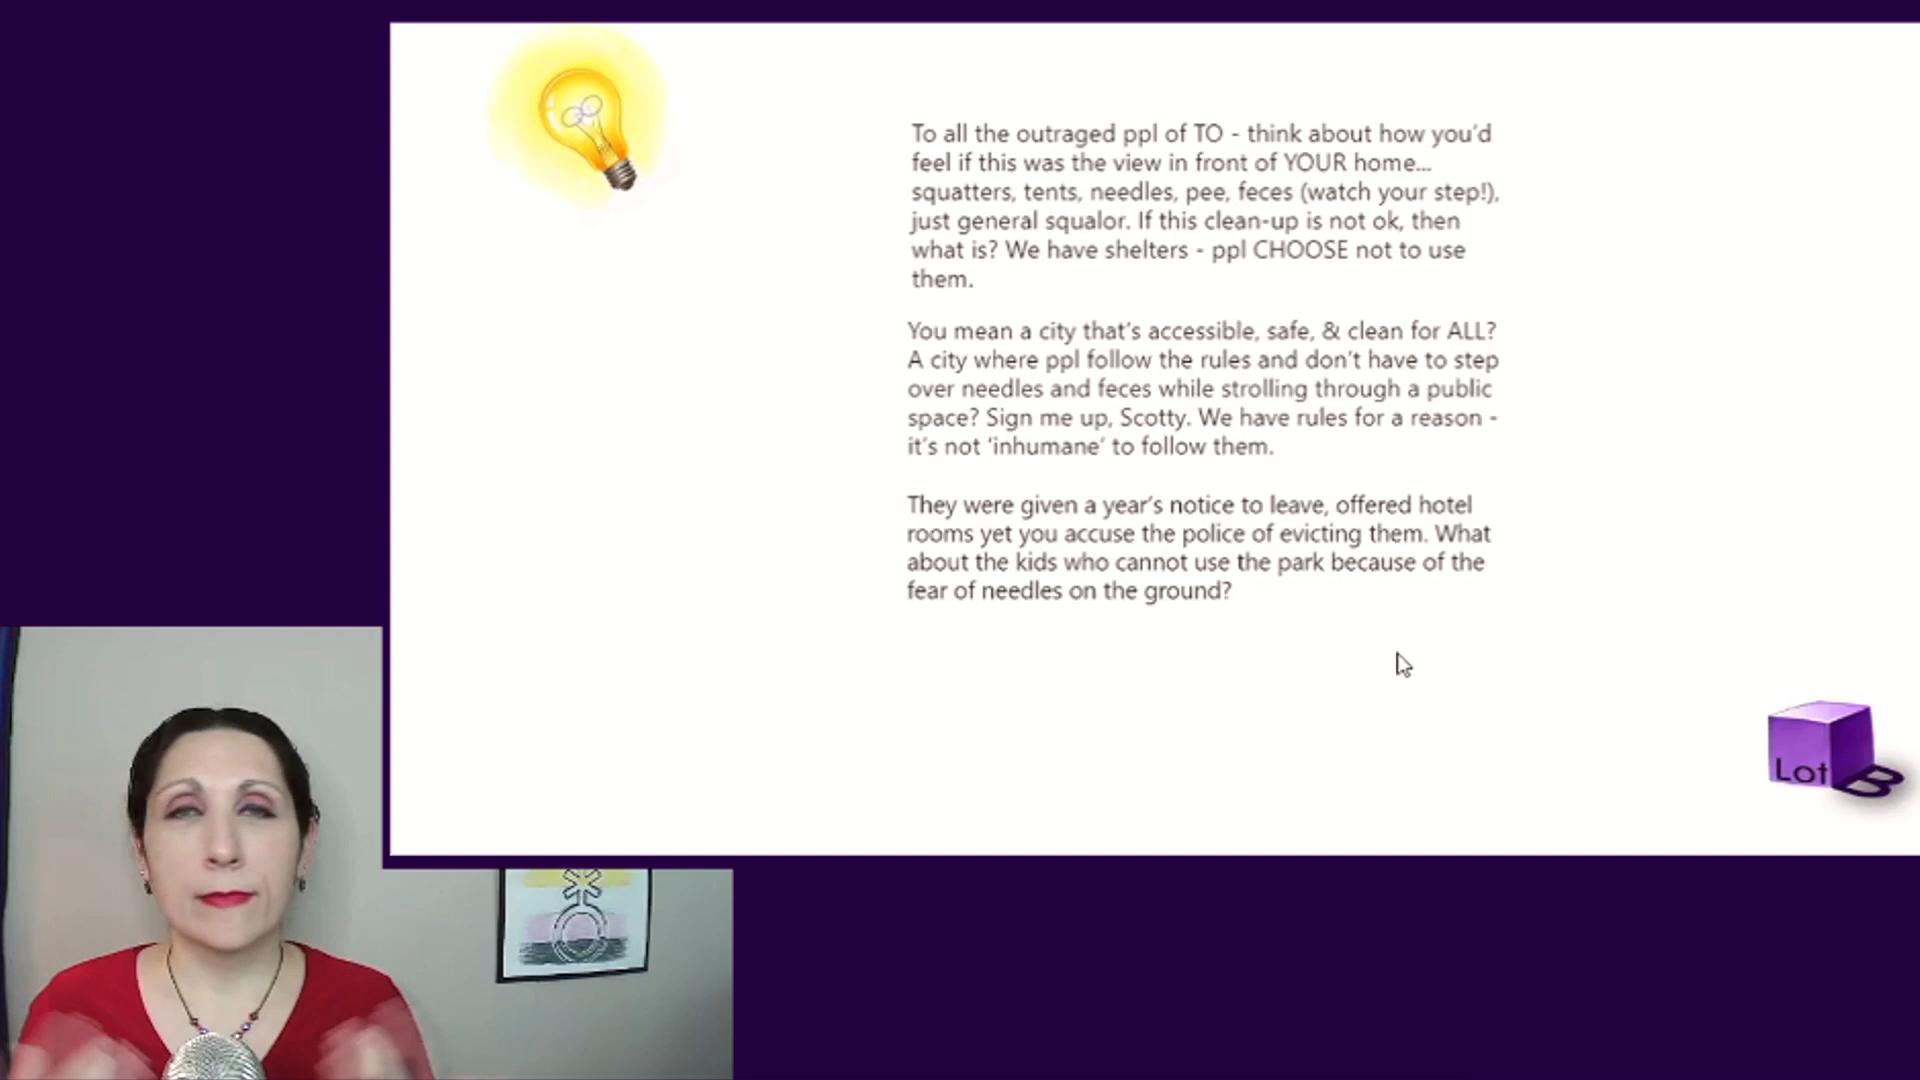 To all the outraged ppl of TO - think about how you'd
feel if this was the view in front of YOUR home...
squatters, tents, needles, pee, feces (watch your step!),
just general squalor. If this clean-up is not ok, then
what is? We have shelters - ppl CHOOSE not to use
them.
You mean a city that's accessible, safe, & clean for ALL?
A city where ppl follow the rules and don't have to step
over needles and feces while strolling through a public
space? Sign me up, Scotty. We have rules for a reason -
it's not 'inhumane' to follow them.
They were given a year's notice to leave, offered hotel
rooms yet you accuse the police of evicting them. What
about the kids who cannot use the park because of the
fear of needles on the ground?
Lot B